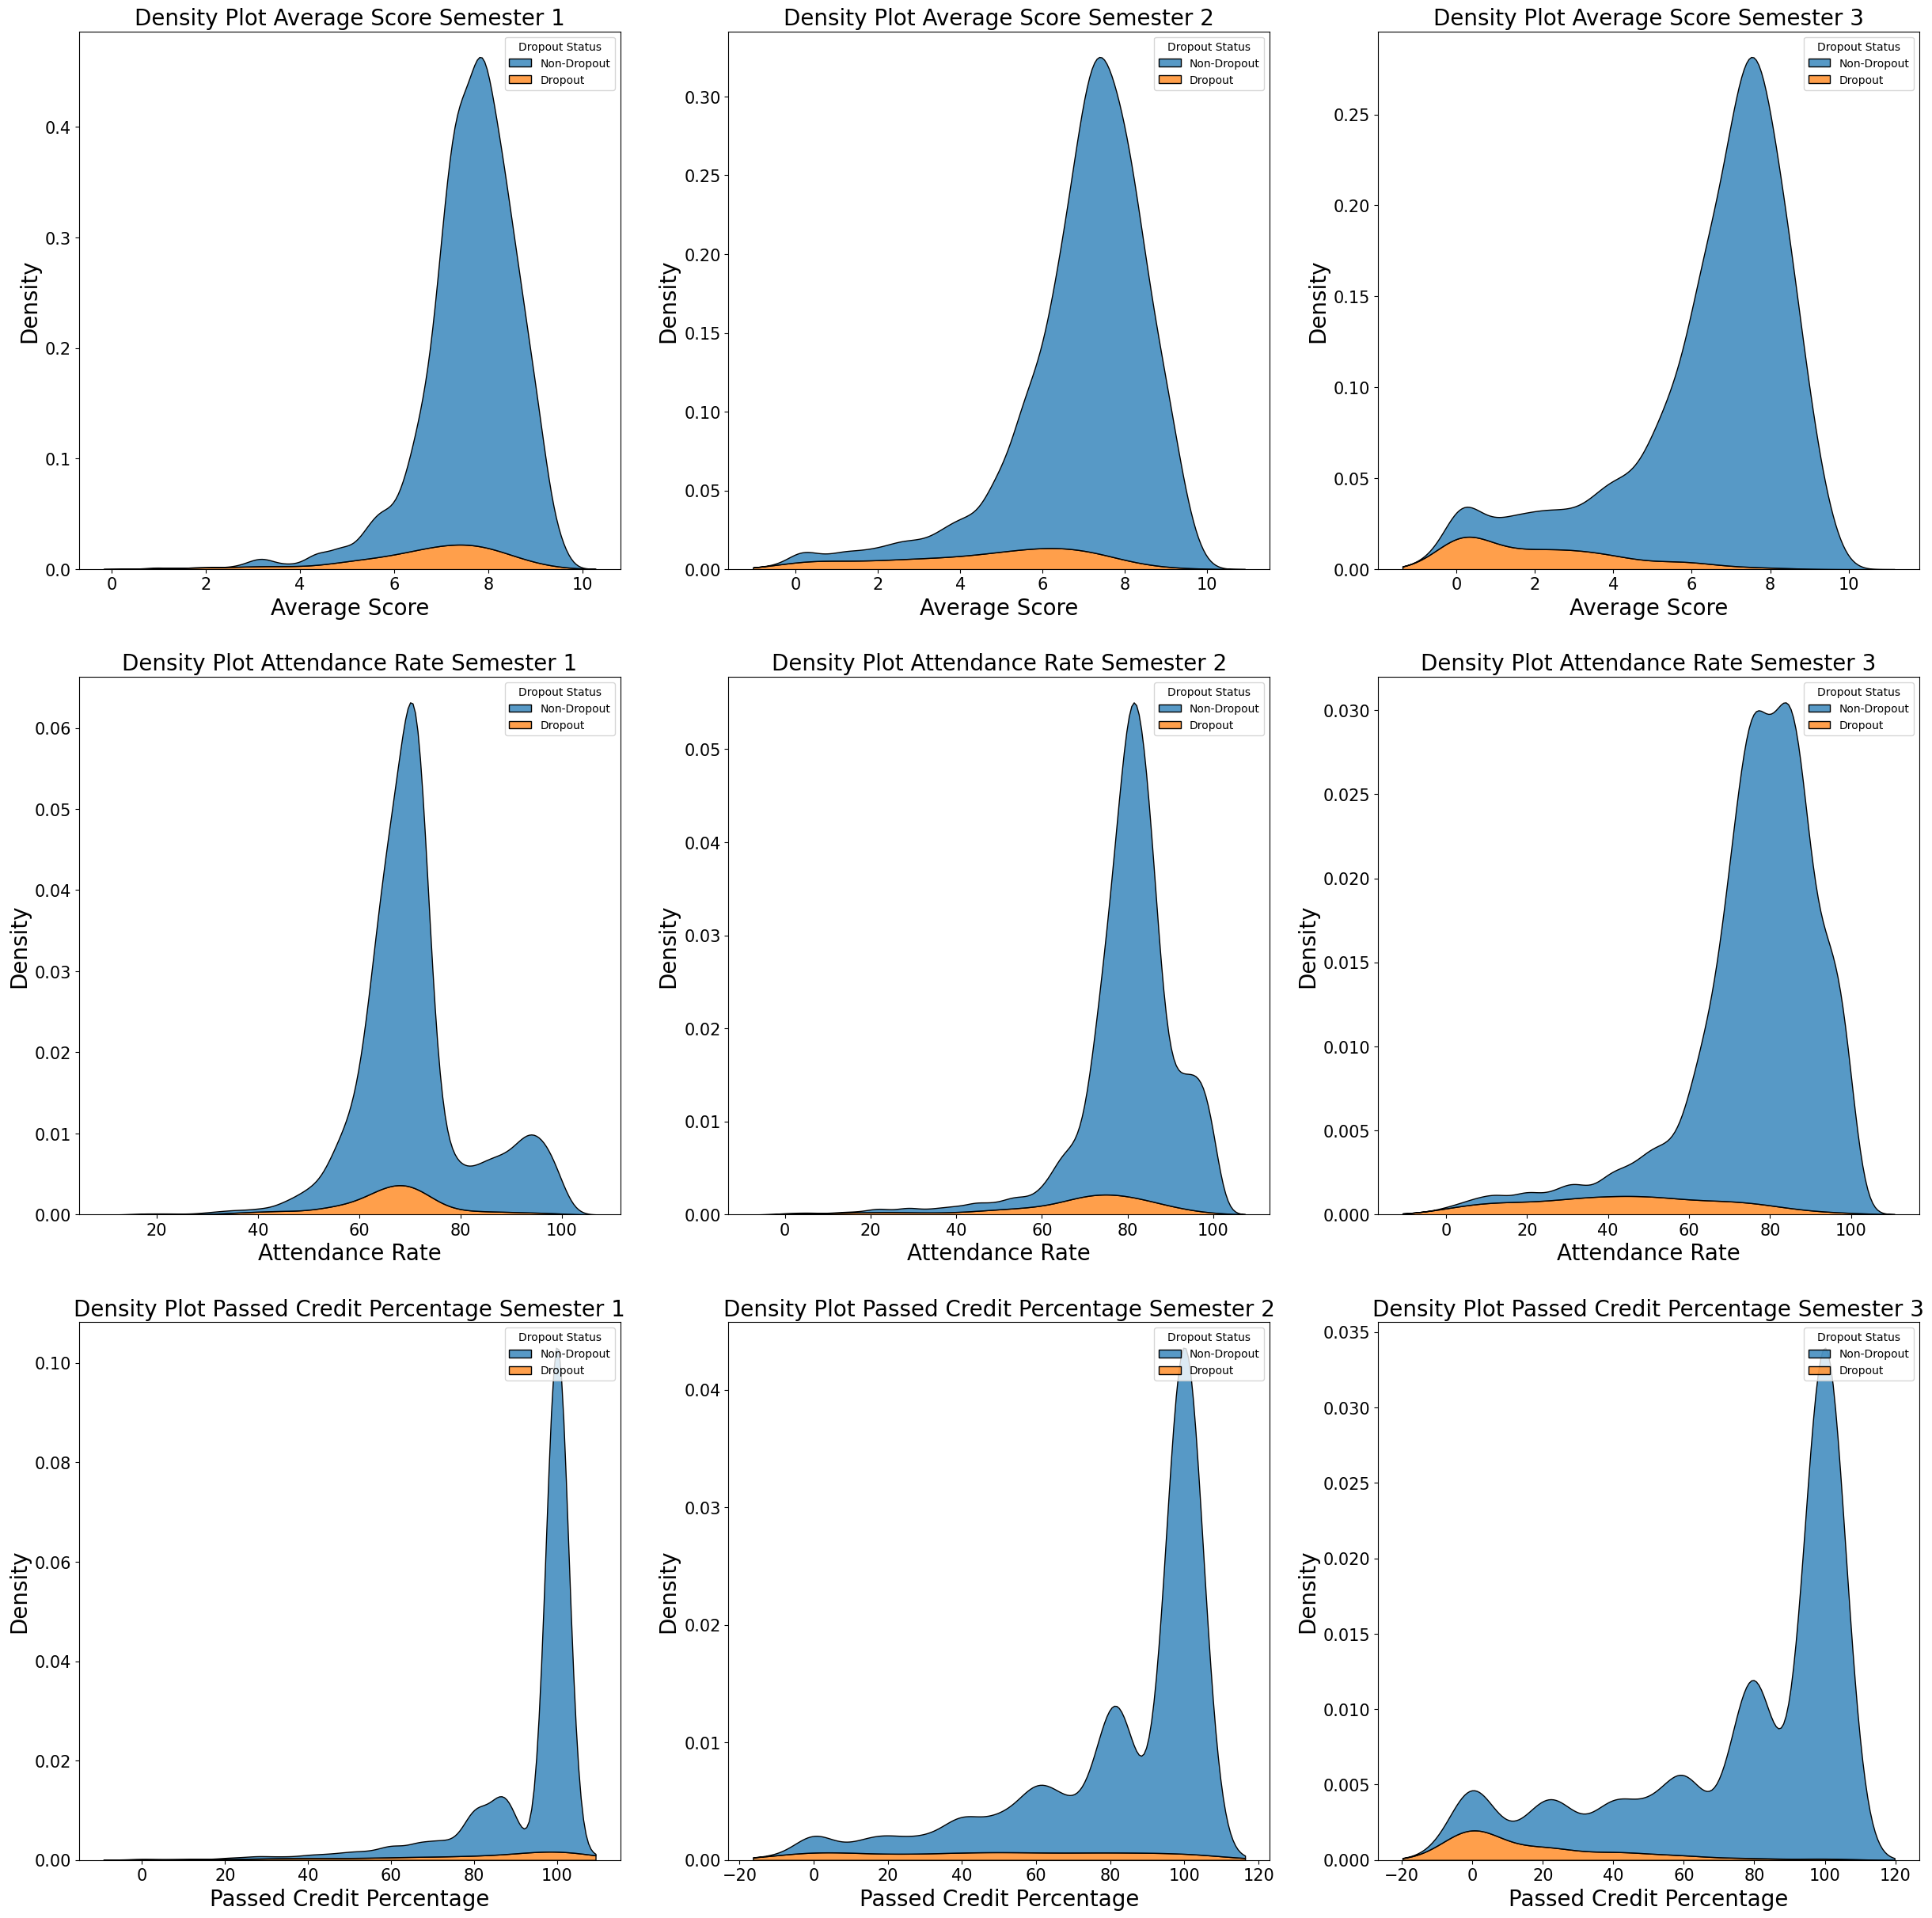 Density Plot Average Score Semester 1
Dropout Status
Non-Dropout
Dropout
Density
0.4
0.3
0.2
0.1
0.0
0 2 4 6 8 10
Average Score
Density Plot Average Score Semester 2
Dropout Status
Non-Dropout
Dropout
Density
0.30
0.25
0.20
0.15
0.10
0.05
0.00
0 2 4 6 8 10
Average Score
Density Plot Average Score Semester 3
Dropout Status
Non-Dropout
Dropout
Density
0.25
0.20
0.15
0.10
0.05
0.00
0 2 4 6 8 10
Average Score
Density Plot Attendance Rate Semester 1
Dropout Status
Non-Dropout
Dropout
Density
0.06
0.05
0.04
0.03
0.02
0.01
0.00
20 40 60 80 100
Attendance Rate
Density Plot Attendance Rate Semester 2
Dropout Status
Non-Dropout
Dropout
Density
0.05
0.04
0.03
0.02
0.01
0.00
0 20 40 60 80 100
Attendance Rate
Density Plot Attendance Rate Semester 3
Dropout Status
Non-Dropout
Dropout
Density
0.030
0.025
0.020
0.015
0.010
0.005
0.000
0 20 40 60 80 100
Attendance Rate
Density Plot Passed Credit Percentage Semester 1
Dropout Status
Non-Dropout
Dropout
Density
0.10
0.08
0.06
0.04
0.02
0.00
0 20 40 60 80 100
Passed Credit Percentage
Density Plot Passed Credit Percentage Semester 2
Dropout Status
Non-Dropout
Dropout
Density
0.04
0.03
0.02
0.01
0.00
−20 0 20 40 60 80 100 120
Passed Credit Percentage
Density Plot Passed Credit Percentage Semester 3
Dropout Status
Non-Dropout
Dropout
Density
0.035
0.030
0.025
0.020
0.015
0.010
0.005
0.000
−20 0 20 40 60 80 100 120
Passed Credit Percentage